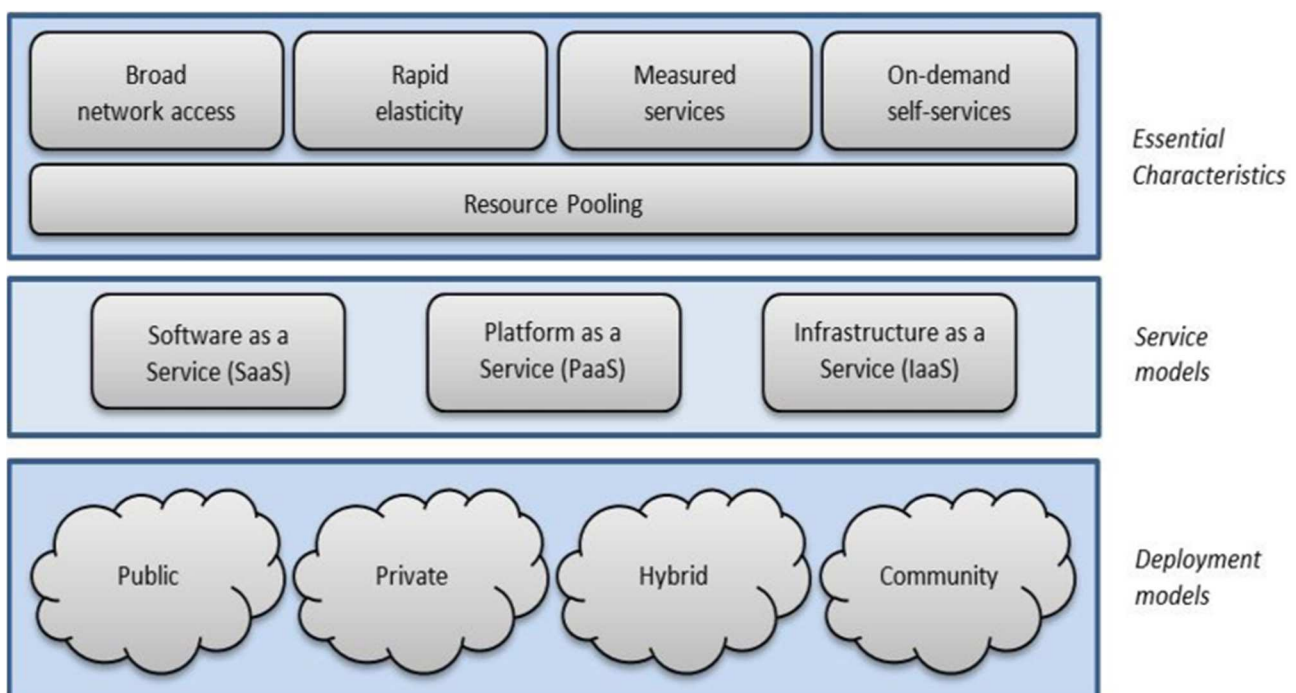 Broad
network access
Rapid
elasticity
Measured
services
On-demand
self-services
Resource Pooling
Essential
Characteristics
Software as a
Service (SaaS)
Platform as a
Service (PaaS)
Infrastructure as a
Service (IaaS)
Service
models
Public
Private
Hybrid
Community
Deployment
models